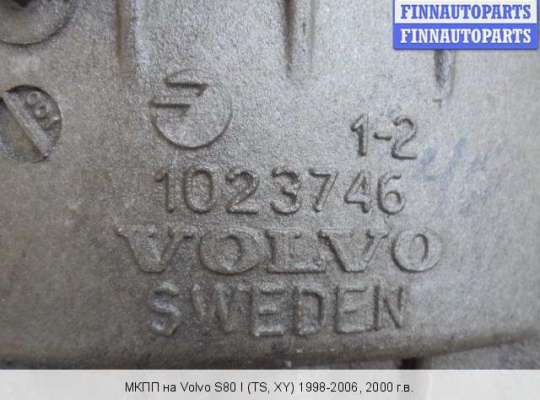 FINNAUTOPARTS
FINNAUTOPARTS
1-2
1023746
VOLVO
SWEDEN
МКПП на Volvo S80 I (TS, XY) 1998-2006, 2000 г.в.